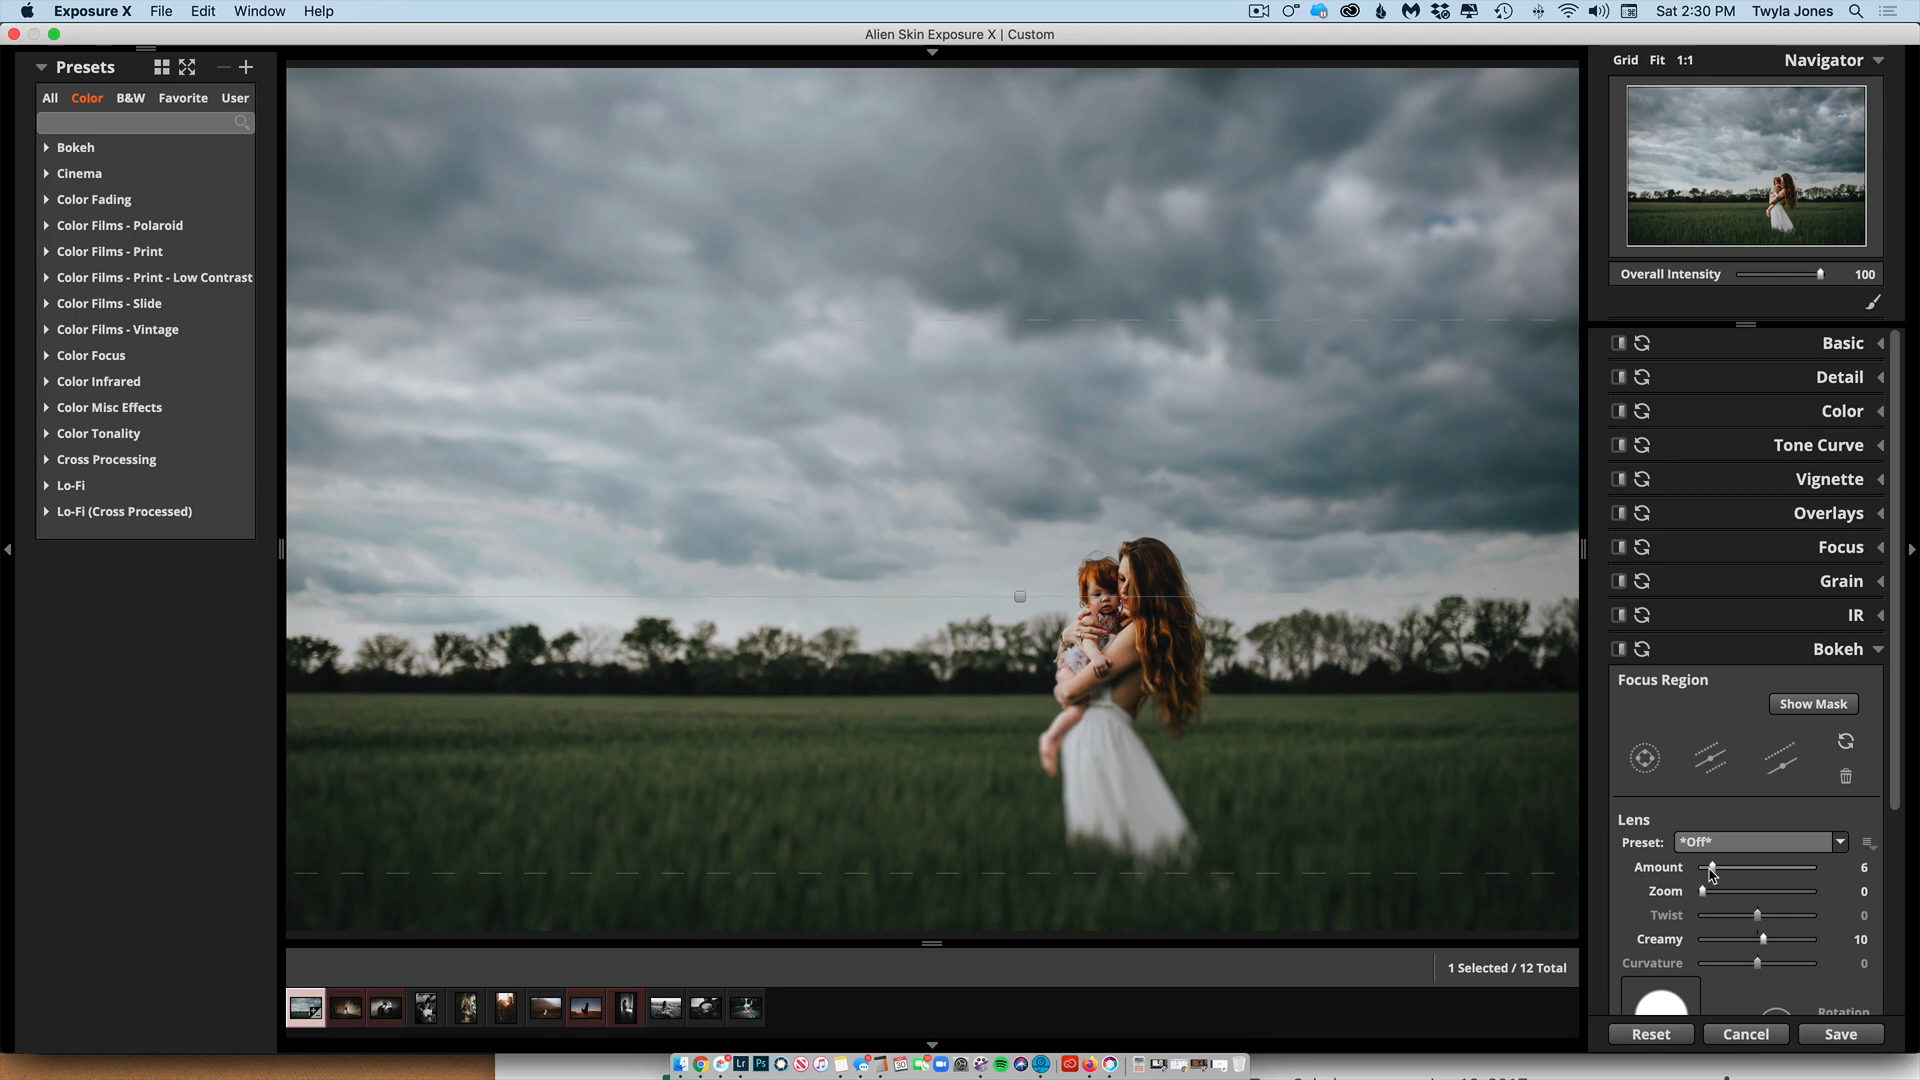 Exposure X File Edit Window Help
Sat 2:30 PM Twyla Jones
Alien Skin Exposure X | Custom
Presets
All Color B&W Favorite User
Bokeh
Cinema
Color Fading
Color Films - Polaroid
Color Films - Print
Color Films - Print - Low Contrast
Color Films - Slide
Color Films - Vintage
Color Focus
Color Infrared
Color Misc Effects
Color Tonality
Cross Processing
Lo-Fi
Lo-Fi (Cross Processed)
Grid Fit 1:1 Navigator
Overall Intensity 100
Basic
Detail
Color
Tone Curve
Vignette
Overlays
Focus
Grain
IR
Bokeh
Focus Region
Show Mask
Lens
Preset: *Off*
Amount 6
Zoom 0
Twist 0
Creamy 10
Curvature 0
Rotation
Reset Cancel Save
1 Selected / 12 Total
Lr Ps